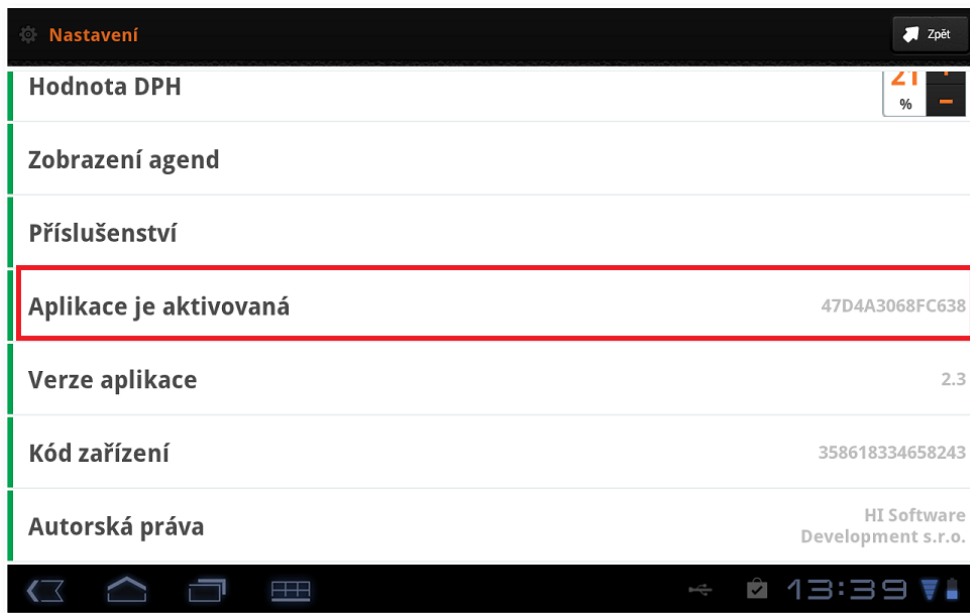 Nastavení
Zpět
Hodnota DPH
21
%
Zobrazení agend
Příslušenství
Aplikace je aktivovaná 47D4A3068FC638
Verze aplikace 2.3
Kód zařízení 358618334658243
Autorská práva
HI Software
Development s.r.o.
13:39